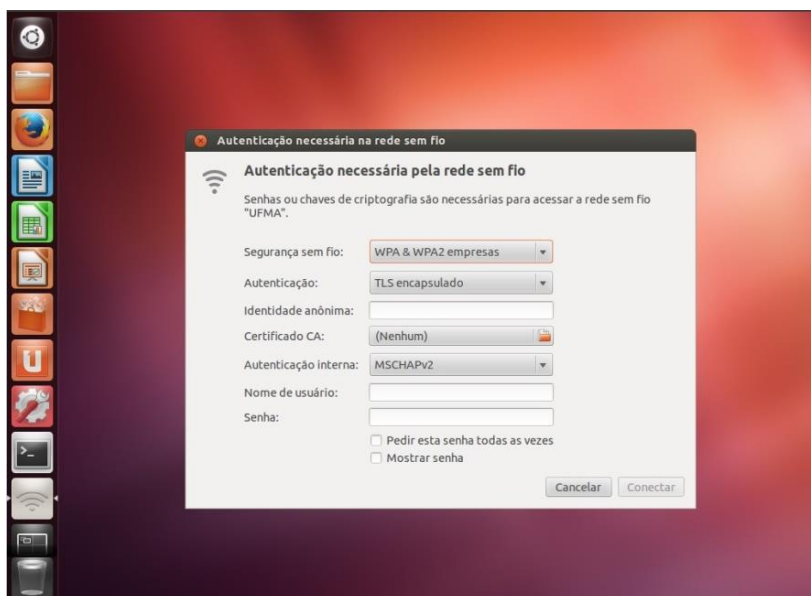 Autenticação necessária na rede sem fio
Autenticação necessária pela rede sem fio
Senhas ou chaves de criptografia são necessárias para acessar a rede sem fio
"UFMA".
Segurança sem fio: WPA & WPA2 empresas
Autenticação: TLS encapsulado
Identidade anônima:
Certificado CA: (Nenhum)
Autenticação interna: MSCHAPv2
Nome de usuário:
Senha:
Pedir esta senha todas as vezes
Mostrar senha
Cancelar Conectar